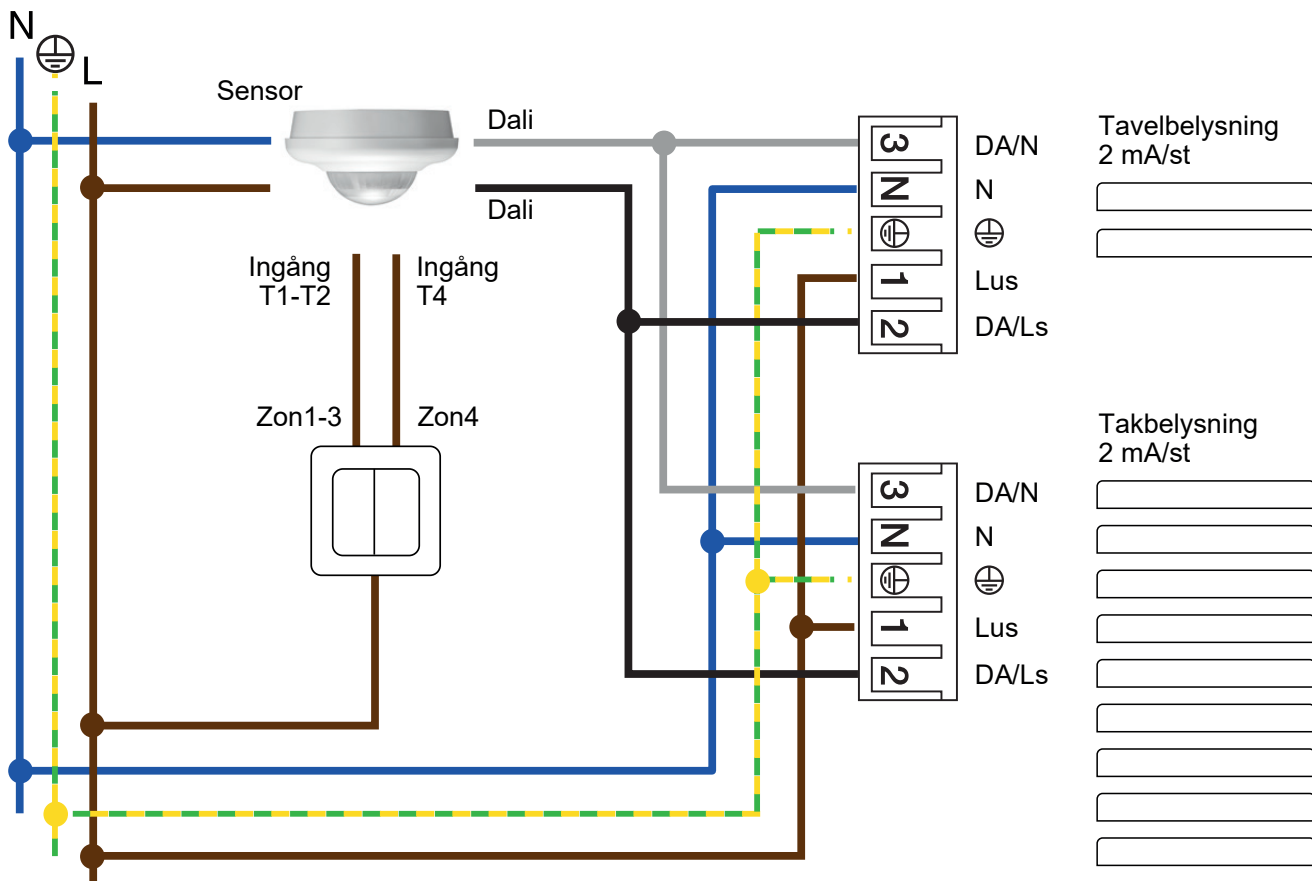 N
L
Sensor
Dali
Dali
Ingång
T1-T2
Ingång
T4
Zon1-3
Zon4
3
N
1
2
DA/N
N
Lus
DA/Ls
Tavelbelysning
2 mA/st
3
N
1
2
DA/N
N
Lus
DA/Ls
Takbelysning
2 mA/st